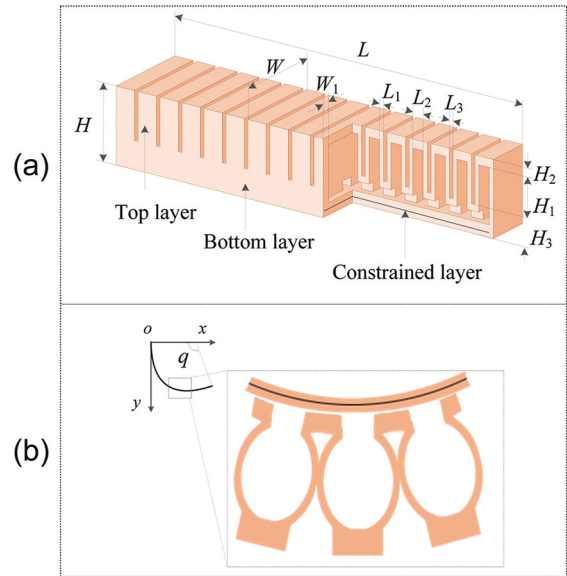 (a)
L
W
W₁
L₁
L₂
L₃
H
H₂
H₁
H₃
Top layer
Bottom layer
Constrained layer
(b)
o
x
q
y